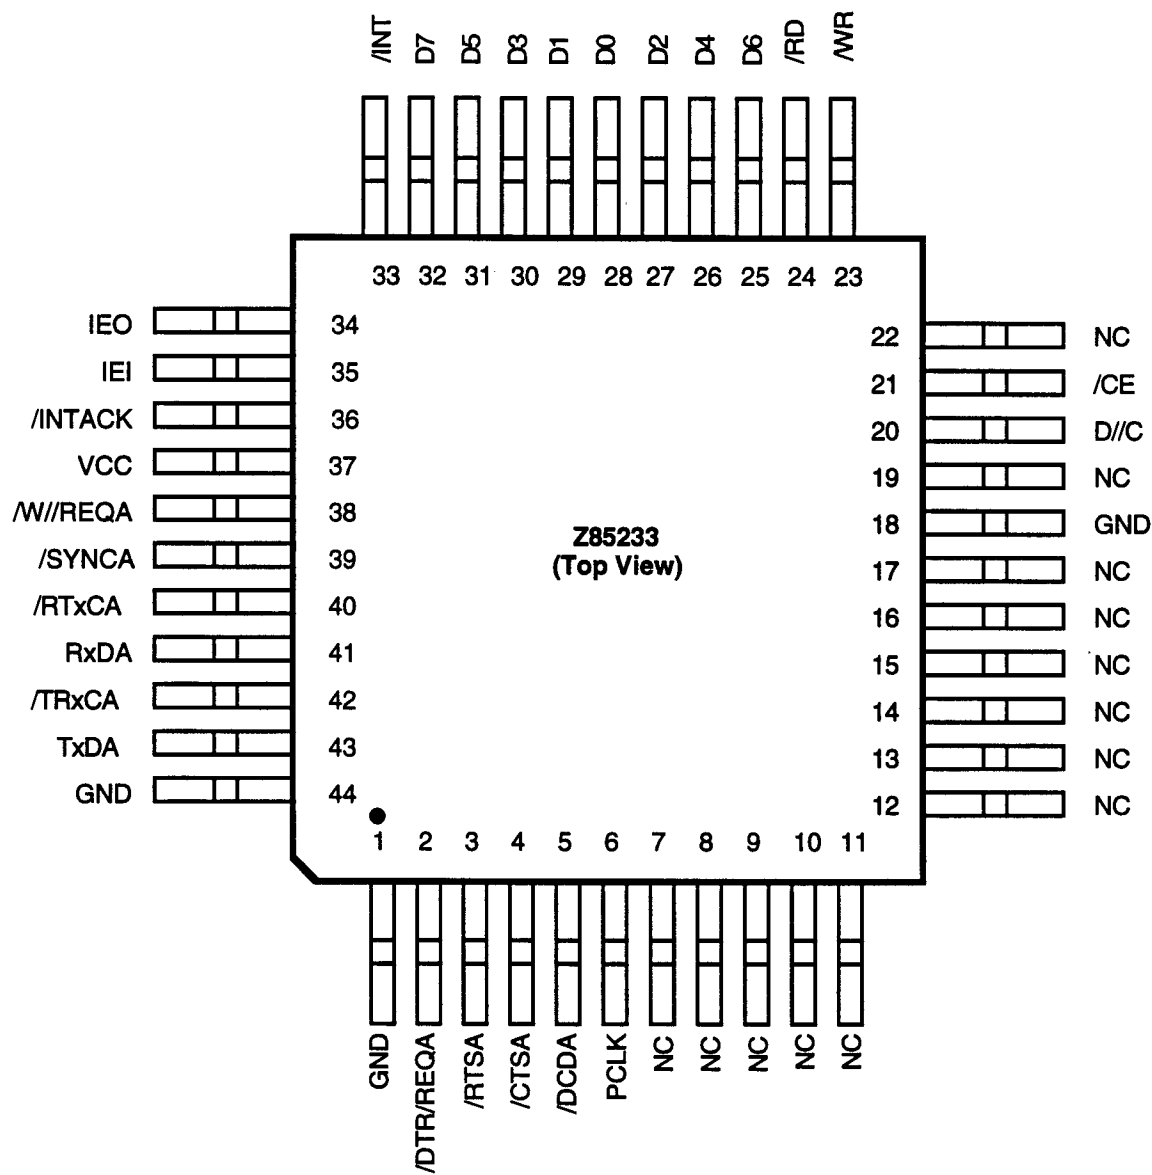 /INT D7 D5 D3 D1 D0 D2 D4 D6 /RD /WR
33 32 31 30 29 28 27 26 25 24 23
IEO 34
IEI 35
/INTACK 36
VCC 37
/W//REQA 38
/SYNCA 39
/RTxCA 40
RxDA 41
/TRxCA 42
TxDA 43
GND 44
Z85233
(Top View)
22 NC
21 /CE
20 D//C
19 NC
18 GND
17 NC
16 NC
15 NC
14 NC
13 NC
12 NC
1 2 3 4 5 6 7 8 9 10 11
GND /DTR/REQA /RTSA /CTSA /DCDA PCLK NC NC NC NC NC